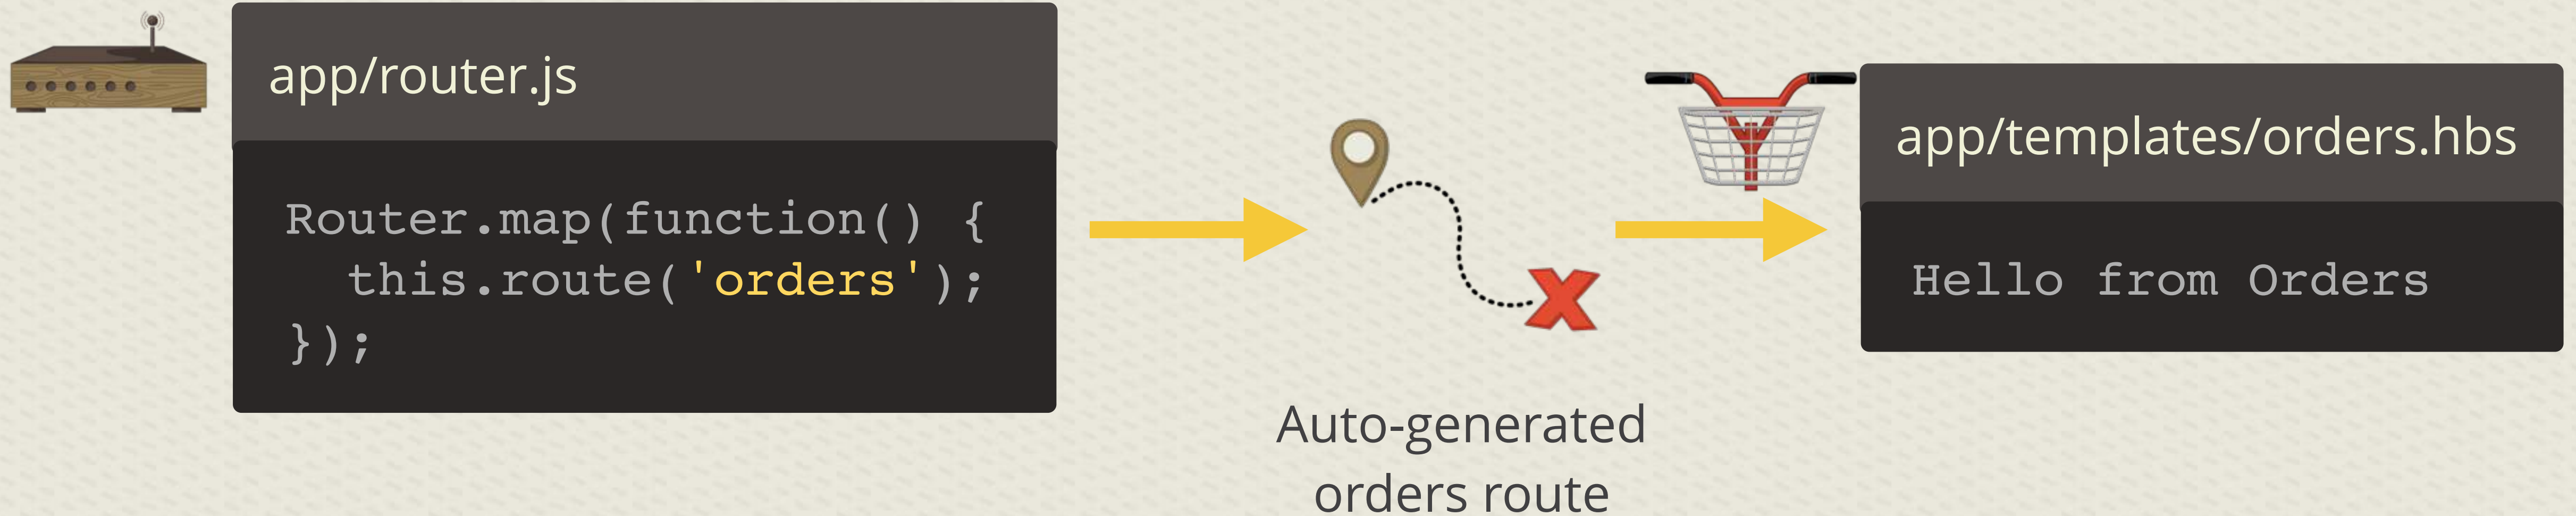 app/router.js
Router.map(function() {
  this.route('orders');
});
Auto-generated
orders route
app/templates/orders.hbs
Hello from Orders